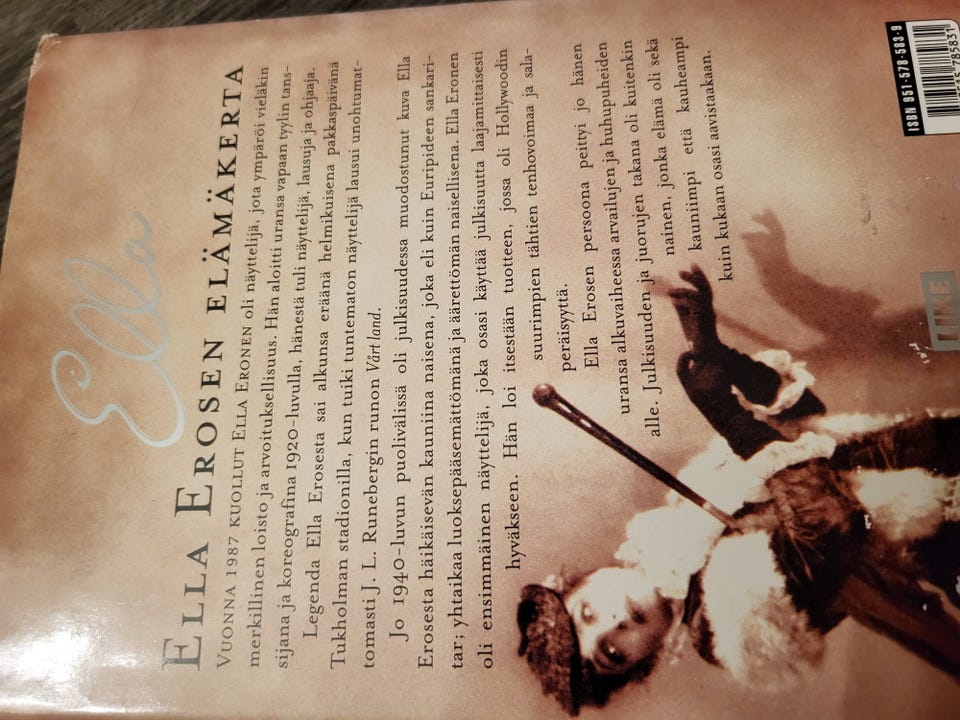 Ella
ELLA EROSEN ELÄMÄKERTA
VUONNA 1987 KUOLLUT ELLA ERONEN oli näyttelijä, jota ympäröi vieläkin
merkillinen loisto ja arvoituksellisuus. Hän aloitti uransa vapaan tyylin tans-
sijana ja koreografina 1920-luvulla, hänestä tuli näyttelijä, lausuja ja ohjaaja.
Legenda Ella Erosesta sai alkunsa eräänä helmikuisena pakkaspäivänä
Tukholman stadionilla, kun tuiki tuntematon näyttelijä lausui unohtumat-
tomasti J. L. Runebergin runon Vårt land.
Jo 1940-luvun puolivälissä oli julkisuudessa muodostunut kuva Ella
Erosesta häikäisevän kauniina naisena, joka eli kuin Euripideen sankari-
tar; yhtaikaa luoksepääsemättömänä ja äärettömän naisellisena. Ella Eronen
oli ensimmäinen näyttelijä, joka osasi käyttää julkisuutta laajamittaisesti
hyväkseen. Hän loi itsestään tuotteen, jossa oli Hollywoodin
suurimpien tähtien tenhovoimaa ja sala-
peräisyyttä.
Ella Erosen persoona peittyi jo hänen
uransa alkuvaiheessa arvailujen ja huhupuheiden
alle. Julkisuuden ja juorujen takana oli kuitenkin
nainen, jonka elämä oli sekä
kauniimpi että kauheampi
kuin kukaan osasi aavistaakaan.
ISBN 951-578-583-9
LIKE